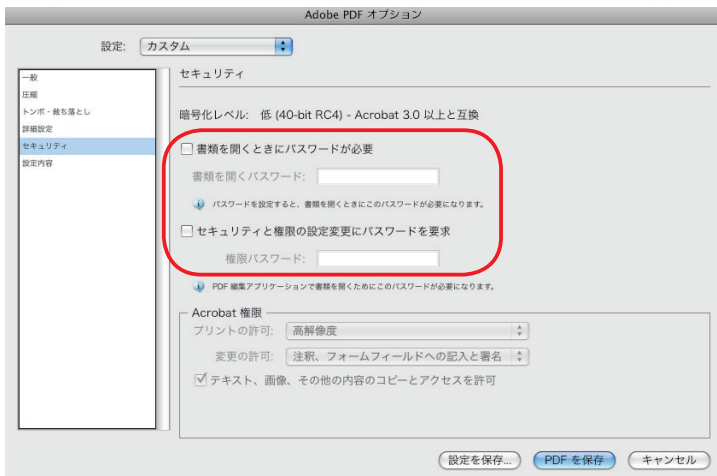 Adobe PDF オプション
設定: カスタム
一般
圧縮
トンボ・裁ち落とし
詳細設定
セキュリティ
設定内容
セキュリティ
暗号化レベル: 低 (40-bit RC4) - Acrobat 3.0 以上と互換
書類を開くときにパスワードが必要
書類を開くパスワード:
パスワードを設定すると、書類を開くときにこのパスワードが必要になります。
セキュリティと権限の設定変更にパスワードを要求
権限パスワード:
PDF 編集アプリケーションで書類を開くためにこのパスワードが必要になります。
Acrobat 権限
プリントの許可: 高解像度
変更の許可: 注釈、フォームフィールドへの記入と署名
テキスト、画像、その他の内容のコピーとアクセスを許可
設定を保存... PDF を保存 キャンセル